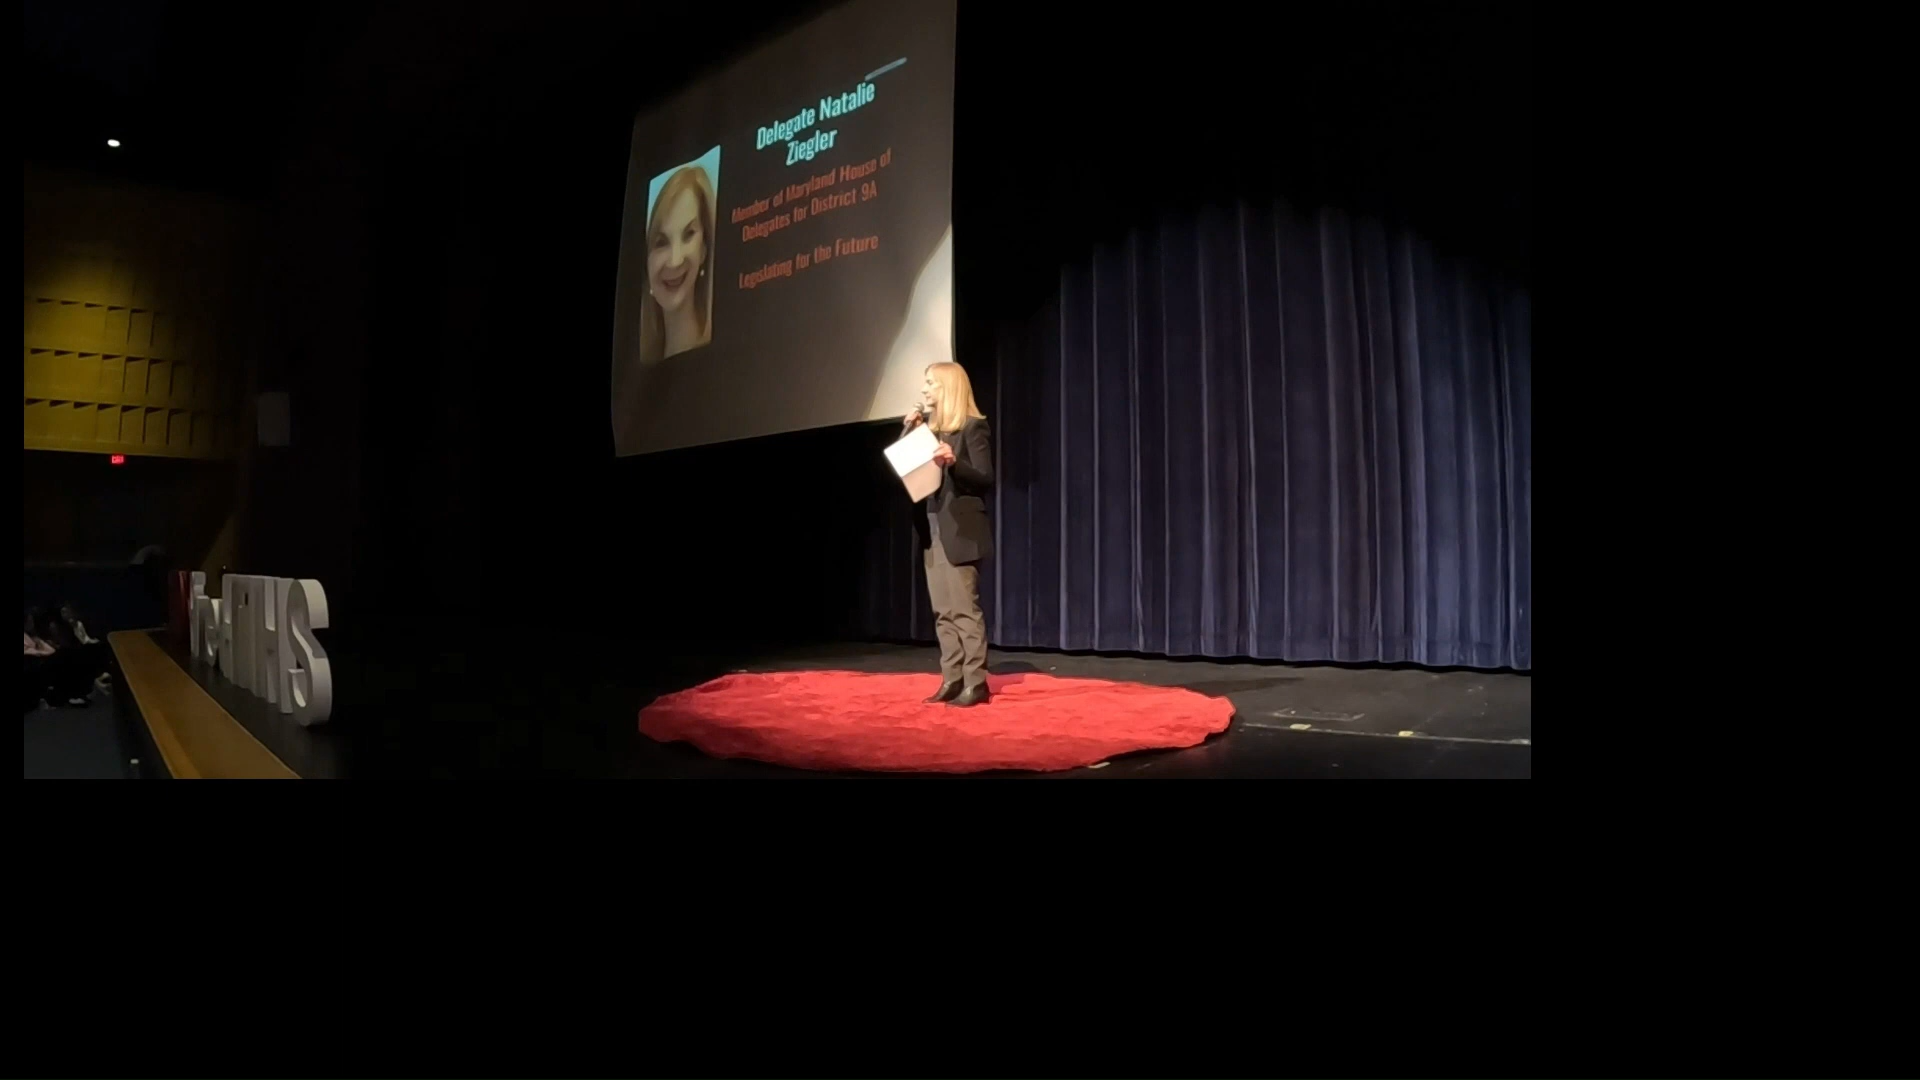 Delegate Natalie
Ziegler
Member of Maryland House of
Delegates for District 9A
Legislating for the Future